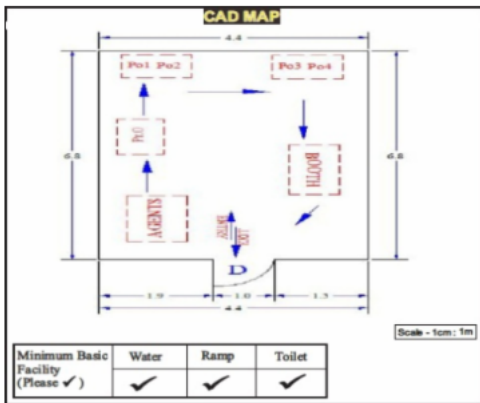 CAD MAP
4.4
Po1 Po2
Po3 Po4
6.8
6.8
BOOTH
AGENTS
ENTRY
EXIT
D
1.9
1.0
1.5
4.4
Scale - 1cm: 1m
Minimum Basic Facility (Please ✓)
Water
Ramp
Toilet
✓
✓
✓